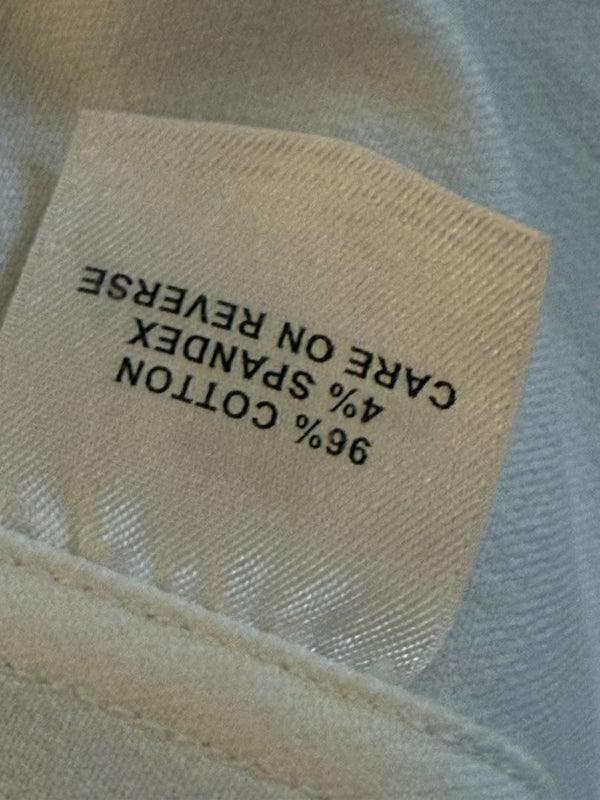 96% COTTON
4% SPANDEX
CARE ON REVERSE